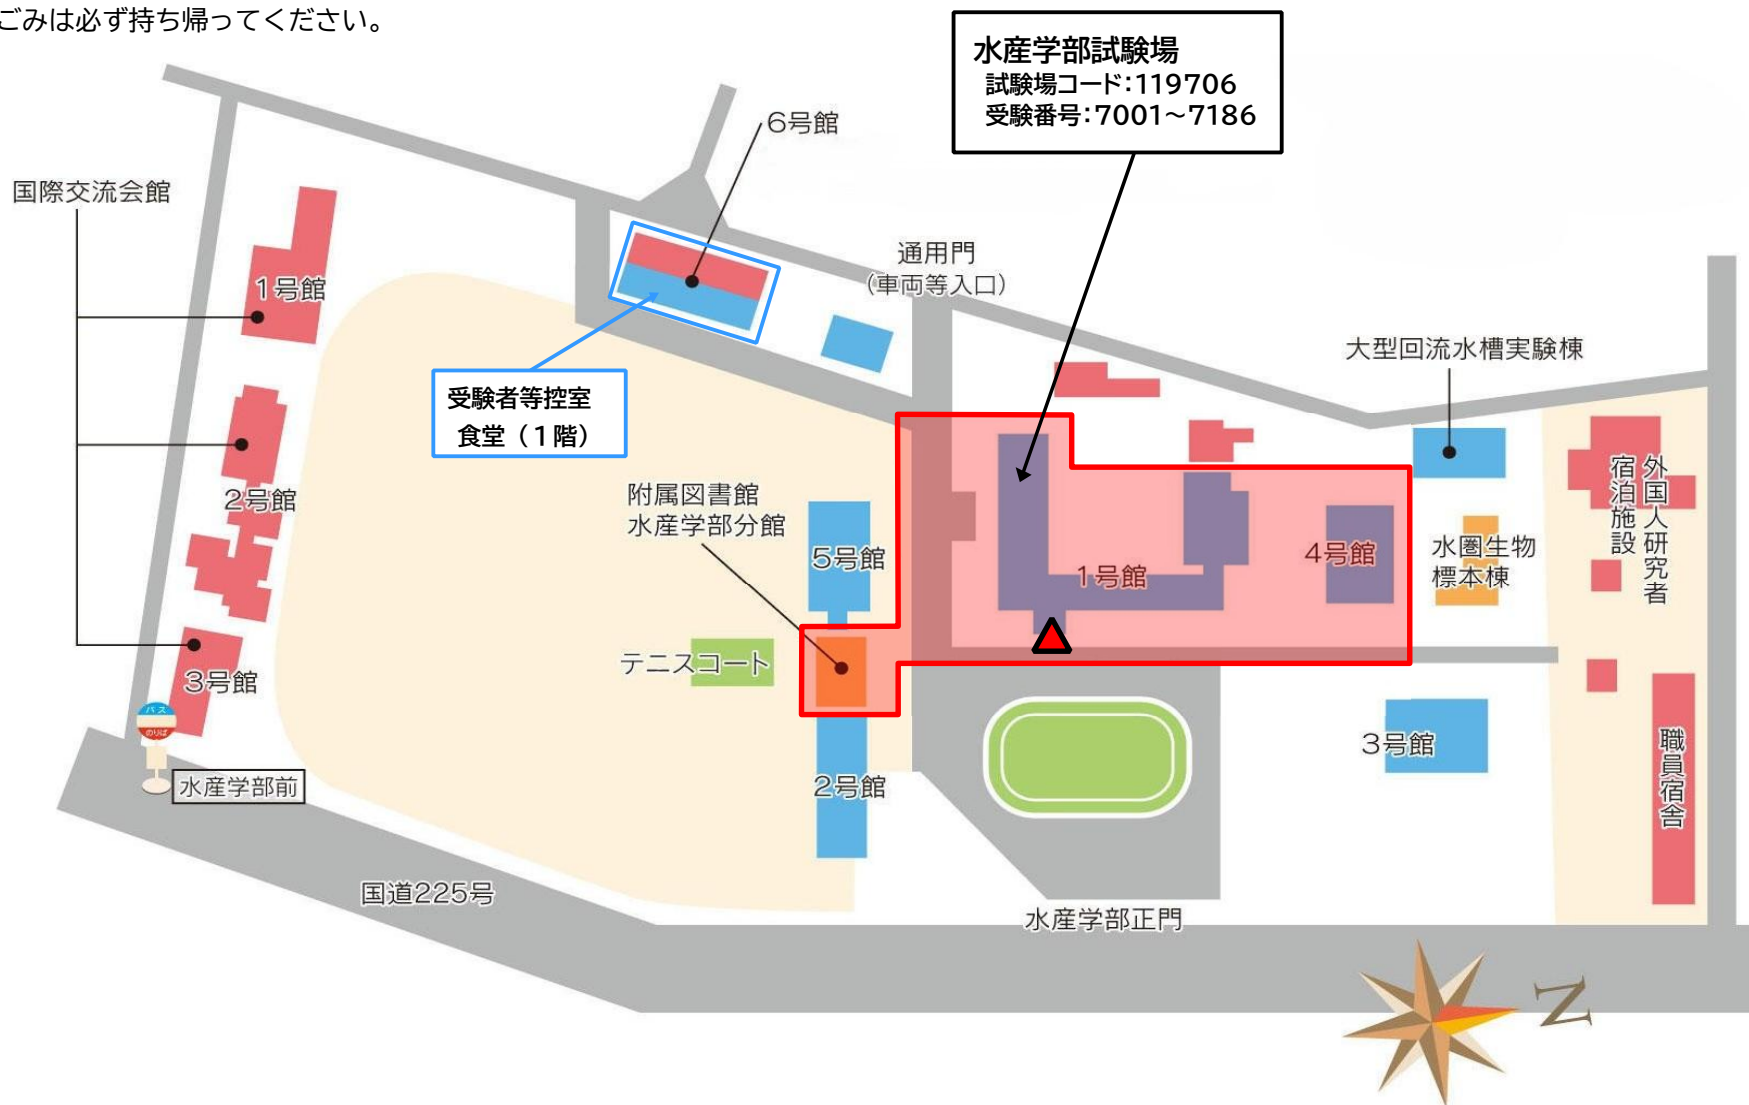 ごみは必ず持ち帰ってください。
水産学部試験場
試験場コード:119706
受験番号:7001～7186
6号館
国際交流会館
通用門
（車両等入口）
1号館
大型回流水槽実験棟
受験者等控室
食堂（1階）
2号館
附属図書館
水産学部分館
5号館
1号館
4号館
水圏生物
標本棟
外国人研究者
宿泊施設
テニスコート
3号館
バス
のりば
水産学部前
2号館
3号館
職員宿舎
国道225号
水産学部正門
N